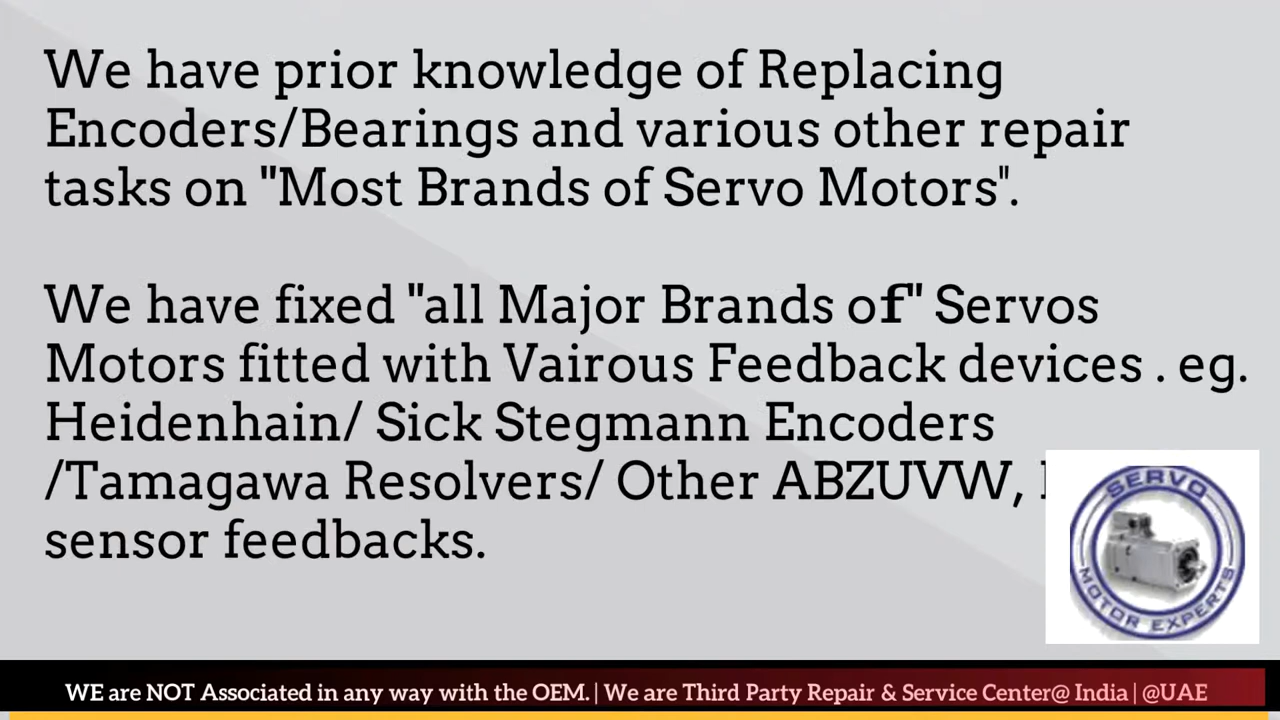 We have prior knowledge of Replacing
Encoders/Bearings and various other repair
tasks on "Most Brands of Servo Motors".
We have fixed "all Major Brands of" Servos
Motors fitted with Vairous Feedback devices . eg.
Heidenhain/ Sick Stegmann Encoders
/Tamagawa Resolvers/ Other ABZUVW,
sensor feedbacks.
SERVO
MOTOR EXPERTS
WE are NOT Associated in any way with the OEM. | We are Third Party Repair & Service Center@ India | @UAE